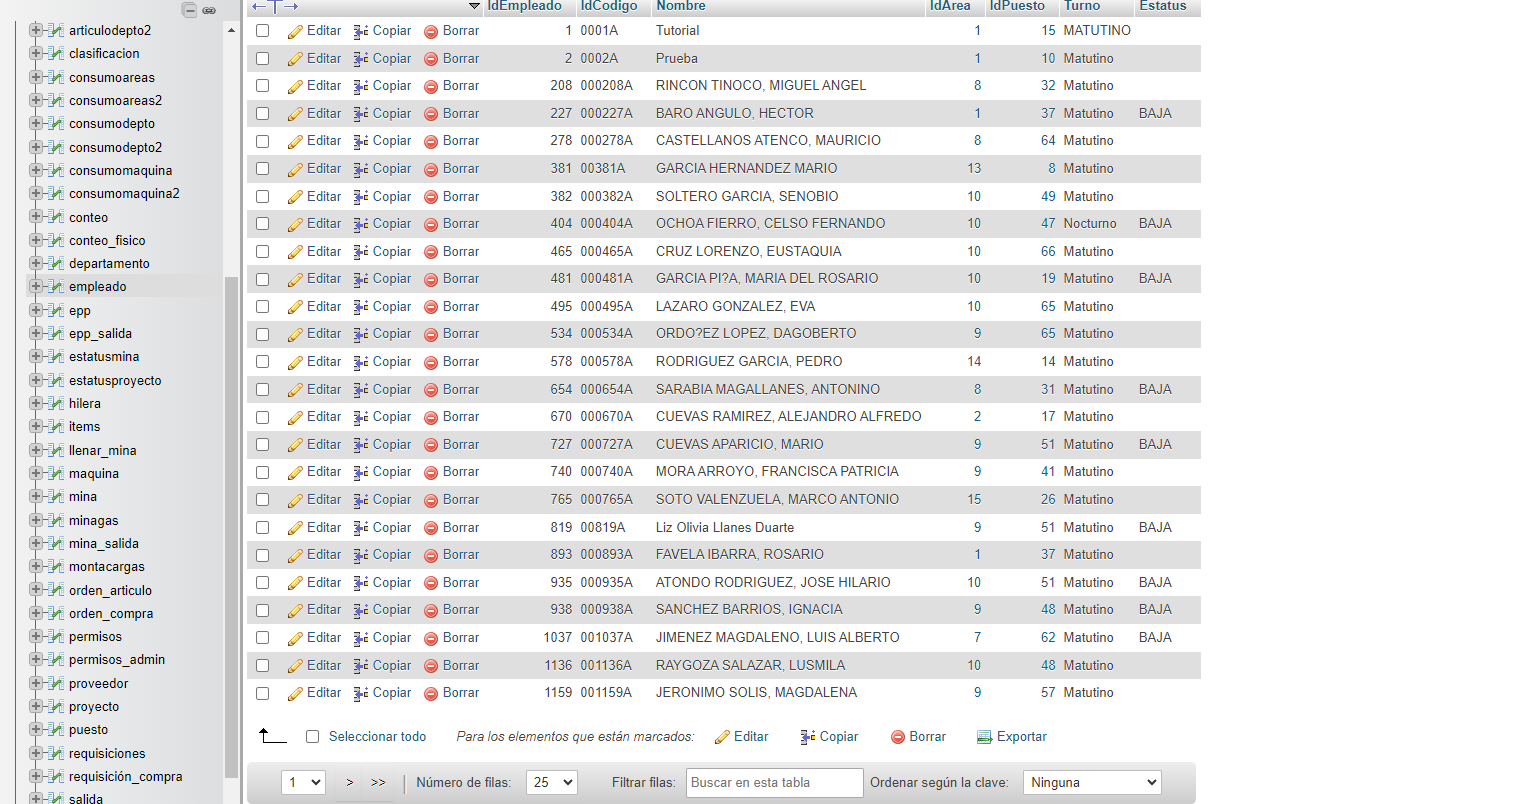 articulodepto2
clasificacion
consumoareas
consumoareas2
consumodepto
consumodepto2
consumomaquina
consumomaquina2
conteo
conteo_fisico
departamento
empleado
epp
epp_salida
estatusmina
estatusproyecto
hilera
items
llenar_mina
maquina
mina
minagas
mina_salida
montacargas
orden_articulo
orden_compra
permisos
permisos_admin
proveedor
proyecto
puesto
requisiciones
requisición_compra
salida
IdEmpleado IdCodigo Nombre IdArea IdPuesto Turno Estatus
Editar Copiar Borrar 1 0001A Tutorial 1 15 MATUTINO
Editar Copiar Borrar 2 0002A Prueba 1 10 Matutino
Editar Copiar Borrar 208 000208A RINCON TINOCO, MIGUEL ANGEL 8 32 Matutino
Editar Copiar Borrar 227 000227A BARO ANGULO, HECTOR 1 37 Matutino BAJA
Editar Copiar Borrar 278 000278A CASTELLANOS ATENCO, MAURICIO 8 64 Matutino
Editar Copiar Borrar 381 00381A GARCIA HERNANDEZ MARIO 13 8 Matutino
Editar Copiar Borrar 382 000382A SOLTERO GARCIA, SENOBIO 10 49 Matutino
Editar Copiar Borrar 404 000404A OCHOA FIERRO, CELSO FERNANDO 10 47 Nocturno BAJA
Editar Copiar Borrar 465 000465A CRUZ LORENZO, EUSTAQUIA 10 66 Matutino
Editar Copiar Borrar 481 000481A GARCIA PI?A, MARIA DEL ROSARIO 10 19 Matutino BAJA
Editar Copiar Borrar 495 000495A LAZARO GONZALEZ, EVA 10 65 Matutino
Editar Copiar Borrar 534 000534A ORDO?EZ LOPEZ, DAGOBERTO 9 65 Matutino
Editar Copiar Borrar 578 000578A RODRIGUEZ GARCIA, PEDRO 14 14 Matutino
Editar Copiar Borrar 654 000654A SARABIA MAGALLANES, ANTONINO 8 31 Matutino BAJA
Editar Copiar Borrar 670 000670A CUEVAS RAMIREZ, ALEJANDRO ALFREDO 2 17 Matutino
Editar Copiar Borrar 727 000727A CUEVAS APARICIO, MARIO 9 51 Matutino BAJA
Editar Copiar Borrar 740 000740A MORA ARROYO, FRANCISCA PATRICIA 9 41 Matutino
Editar Copiar Borrar 765 000765A SOTO VALENZUELA, MARCO ANTONIO 15 26 Matutino
Editar Copiar Borrar 819 00819A Liz Olivia Llanes Duarte 9 51 Matutino BAJA
Editar Copiar Borrar 893 000893A FAVELA IBARRA, ROSARIO 1 37 Matutino
Editar Copiar Borrar 935 000935A ATONDO RODRIGUEZ, JOSE HILARIO 10 51 Matutino BAJA
Editar Copiar Borrar 938 000938A SANCHEZ BARRIOS, IGNACIA 9 48 Matutino BAJA
Editar Copiar Borrar 1037 001037A JIMENEZ MAGDALENO, LUIS ALBERTO 7 62 Matutino BAJA
Editar Copiar Borrar 1136 001136A RAYGOZA SALAZAR, LUSMILA 10 48 Matutino
Editar Copiar Borrar 1159 001159A JERONIMO SOLIS, MAGDALENA 9 57 Matutino
Seleccionar todo Para los elementos que están marcados: Editar Copiar Borrar Exportar
1 > >> Número de filas: 25 Filtrar filas: Buscar en esta tabla Ordenar según la clave: Ninguna